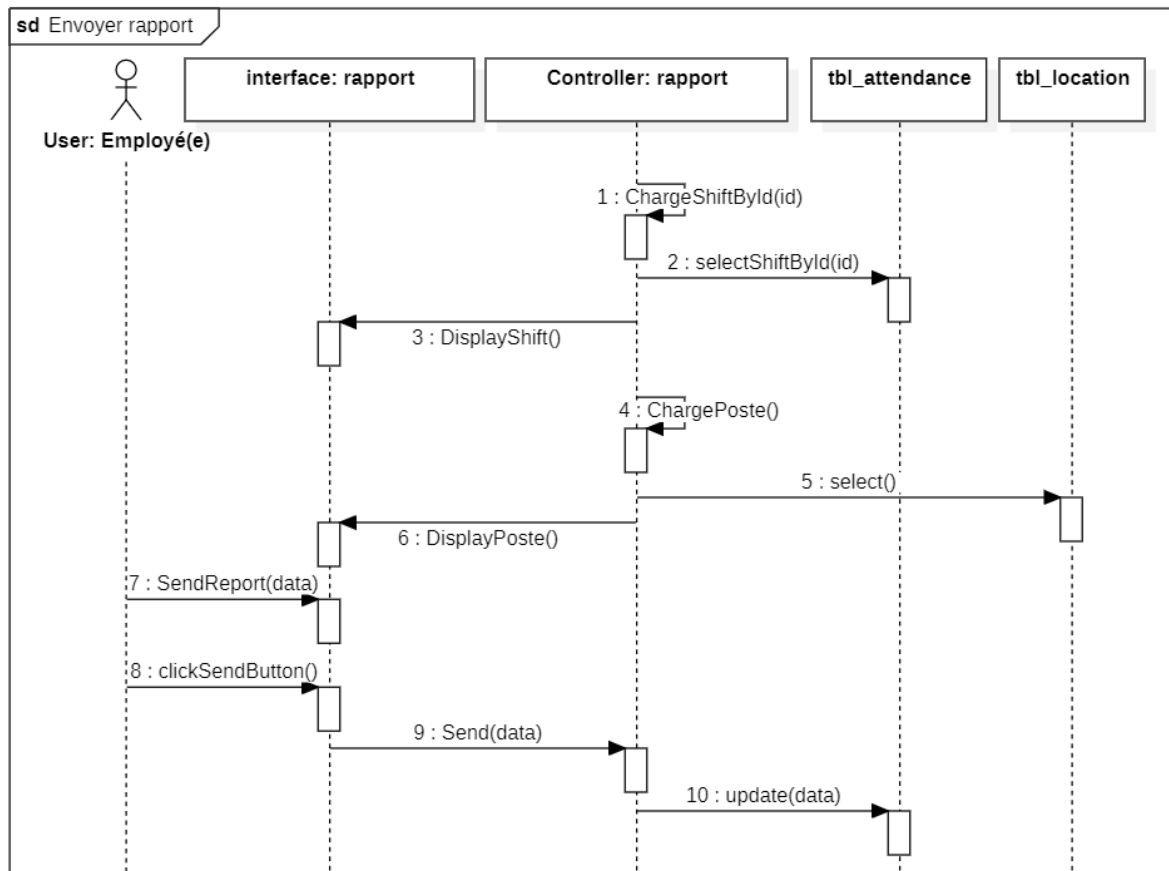 sd Envoyer rapport
interface: rapport
Controller: rapport
tbl_attendance
tbl_location
User: Employé(e)
1 : ChargeShiftById(id)
2 : selectShiftById(id)
3 : DisplayShift()
4 : ChargePoste()
5 : select()
6 : DisplayPoste()
7 : SendReport(data)
8 : clickSendButton()
9 : Send(data)
10 : update(data)